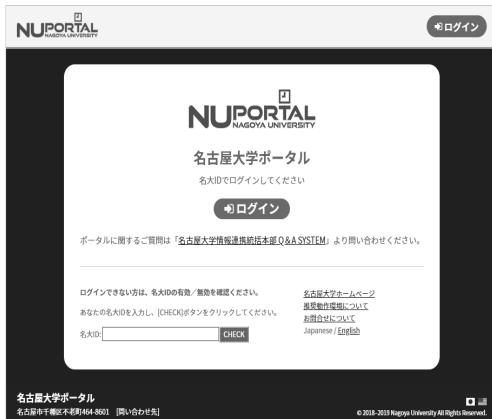 NUPORTAL
NAGOYA UNIVERSITY
ログイン
NUPORTAL
NAGOYA UNIVERSITY
名古屋大学ポータル
名大IDでログインしてください
ログイン
ポータルに関するご質問は「名古屋大学情報連携統括本部 Q & A SYSTEM」より問い合わせください。
ログインできない方は、名大IDの有効／無効を確認ください。
あなたの名大IDを入力し、[CHECK]ボタンをクリックしてください。
名大ID: CHECK
名古屋大学ホームページ
推奨動作環境について
お問合せについて
Japanese / English
名古屋大学ポータル
名古屋市千種区不老町464-8601 [問い合わせ先]
© 2018-2019 Nagoya University All Rights Reserved.